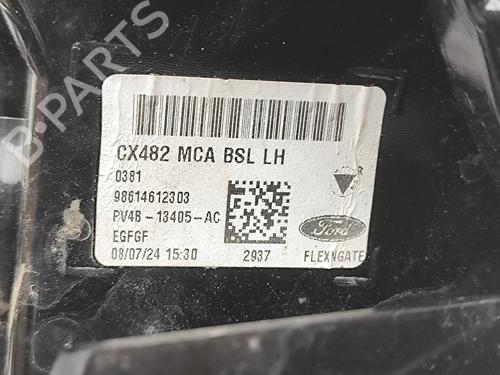 B-PARTS
CX482 MCA BSL LH
0381
98614612303
PV4B-13405-AC
EGFGF
08/07/24 15:30
2937
R
Ford
FLEXNGATE